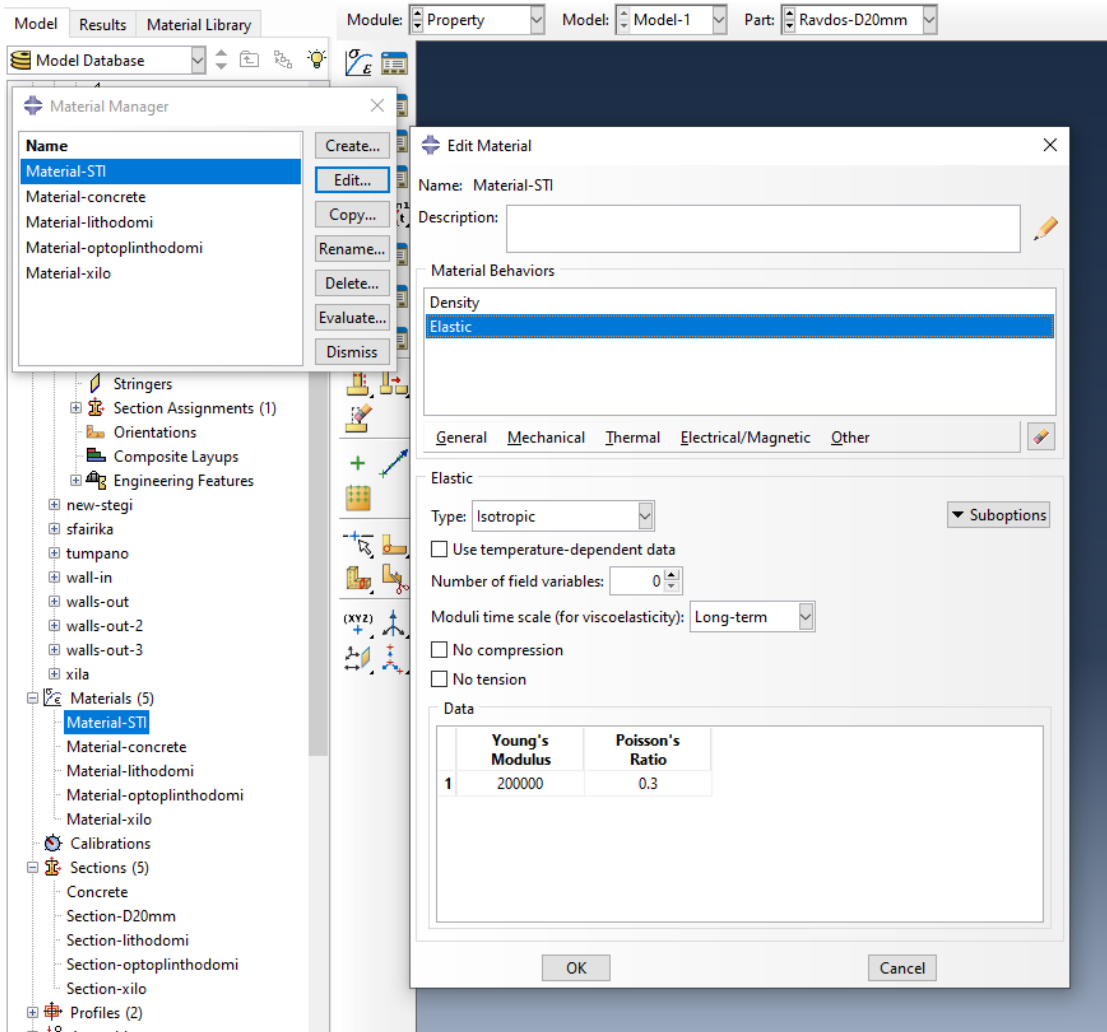 Model Results Material Library
Module: Property Model: Model-1 Part: Ravdos-D20mm
Model Database
Material Manager
Name
Material-STI
Material-concrete
Material-lithodomi
Material-optoplinthodomi
Material-xilo
Create...
Edit...
Copy...
Rename...
Delete...
Evaluate...
Dismiss
Stringers
Section Assignments (1)
Orientations
Composite Layups
Engineering Features
new-stegi
sfairika
tumpano
wall-in
walls-out
walls-out-2
walls-out-3
xila
Materials (5)
Material-STI
Material-concrete
Material-lithodomi
Material-optoplinthodomi
Material-xilo
Calibrations
Sections (5)
Concrete
Section-D20mm
Section-lithodomi
Section-optoplinthodomi
Section-xilo
Profiles (2)
(XYZ)
Edit Material
Name: Material-STI
Description:
Material Behaviors
Density
Elastic
General Mechanical Thermal Electrical/Magnetic Other
Elastic
Type: Isotropic
Suboptions
Use temperature-dependent data
Number of field variables: 0
Moduli time scale (for viscoelasticity): Long-term
No compression
No tension
Data
Young's Modulus
Poisson's Ratio
1 200000 0.3
OK Cancel